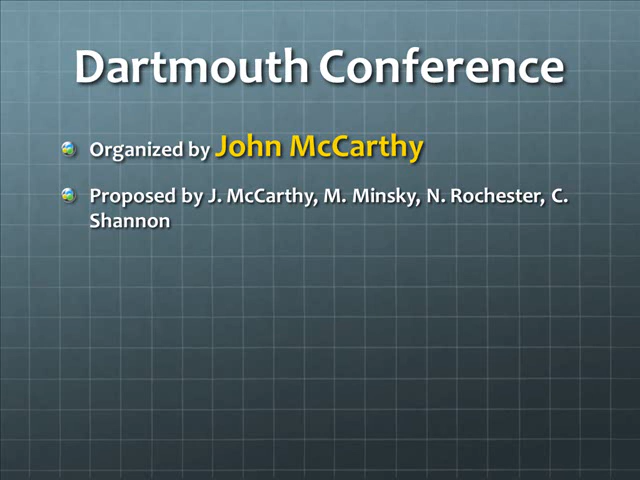 Dartmouth Conference
Organized by John McCarthy
Proposed by J. McCarthy, M. Minsky, N. Rochester, C.
Shannon